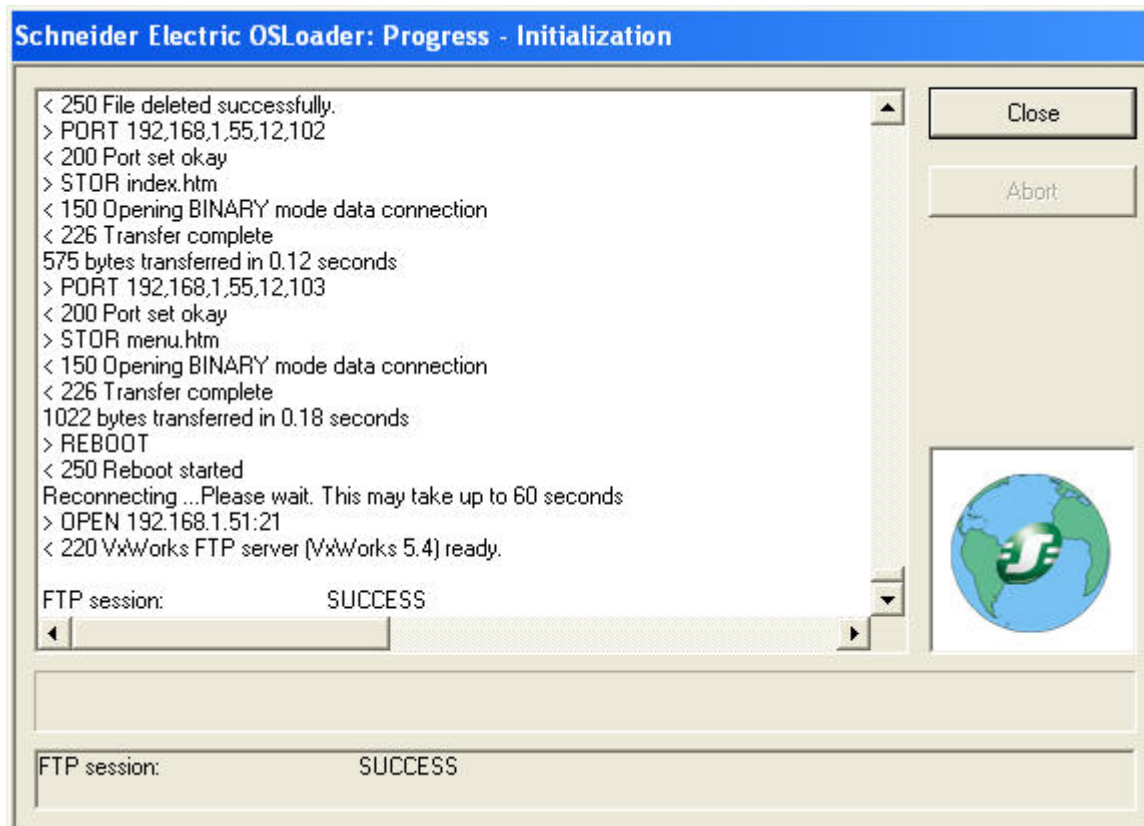 Schneider Electric OSLoader: Progress - Initialization
< 250 File deleted successfully.
> PORT 192,168,1,55,12,102
< 200 Port set okay
> STOR index.htm
< 150 Opening BINARY mode data connection
< 226 Transfer complete
575 bytes transferred in 0.12 seconds
> PORT 192,168,1,55,12,103
< 200 Port set okay
> STOR menu.htm
< 150 Opening BINARY mode data connection
< 226 Transfer complete
1022 bytes transferred in 0.18 seconds
> REBOOT
< 250 Reboot started
Reconnecting ...Please wait. This may take up to 60 seconds
> OPEN 192.168.1.51:21
< 220 VxWorks FTP server (VxWorks 5.4) ready.
FTP session: SUCCESS
Close
Abort
FTP session: SUCCESS